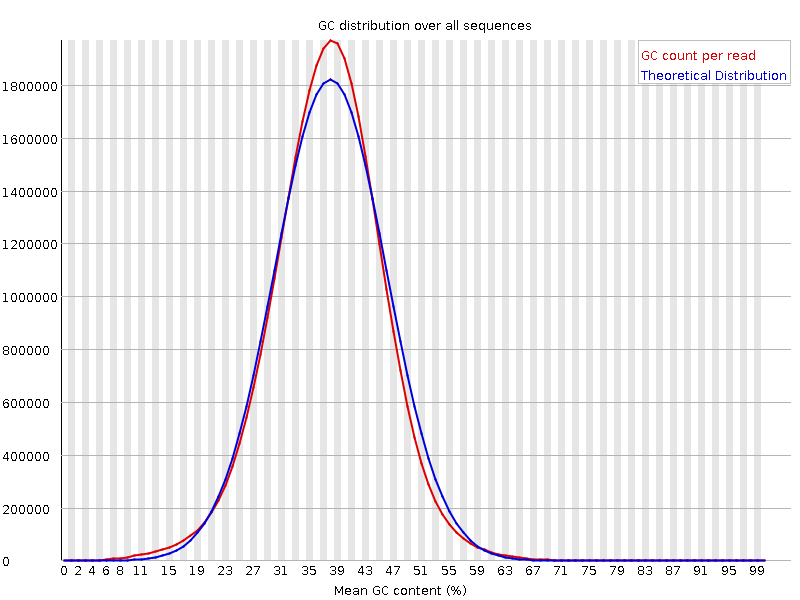 GC distribution over all sequences
GC count per read
Theoretical Distribution
1800000
1600000
1400000
1200000
1000000
800000
600000
400000
200000
0
0 2 4 6 8 11 15 19 23 27 31 35 39 43 47 51 55 59 63 67 71 75 79 83 87 91 95 99
Mean GC content (%)